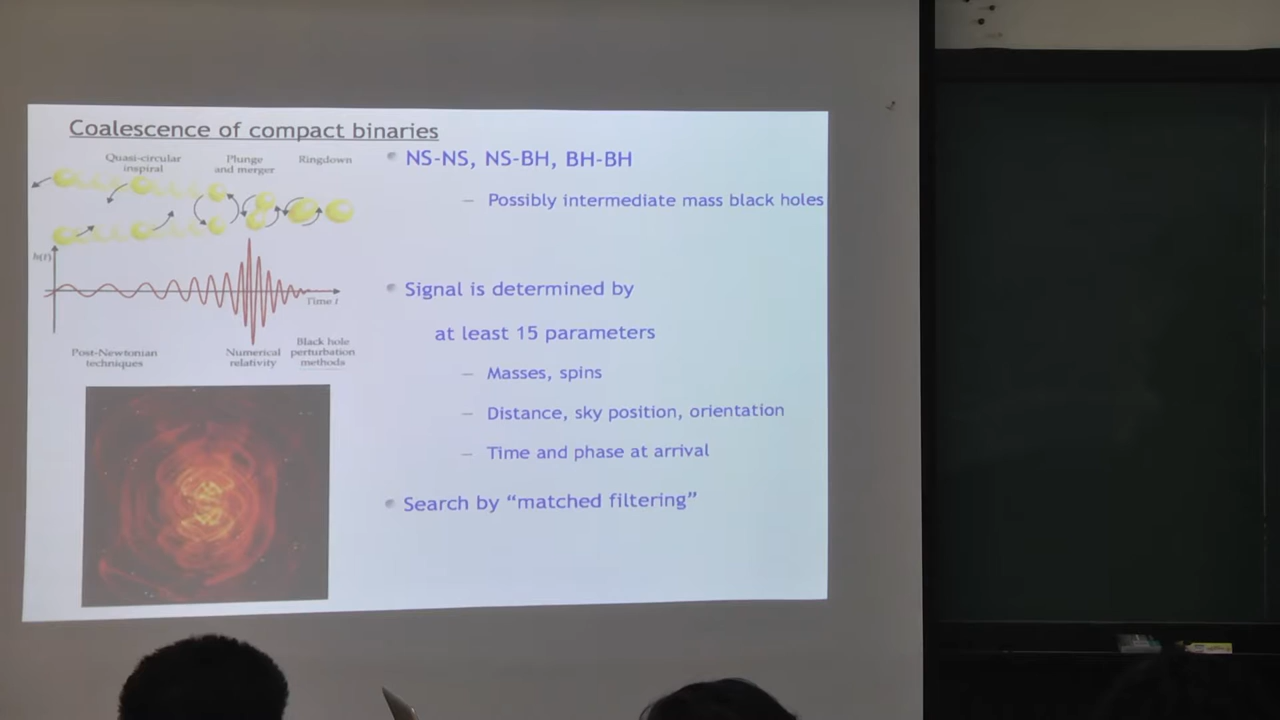 Coalescence of compact binaries
Quasi-circular
inspiral
Plunge
and merger
Ringdown
h(t)
Time t
Post-Newtonian
techniques
Numerical
relativity
Black hole
perturbation
methods
NS-NS, NS-BH, BH-BH
– Possibly intermediate mass black holes
Signal is determined by
at least 15 parameters
– Masses, spins
– Distance, sky position, orientation
– Time and phase at arrival
Search by “matched filtering”